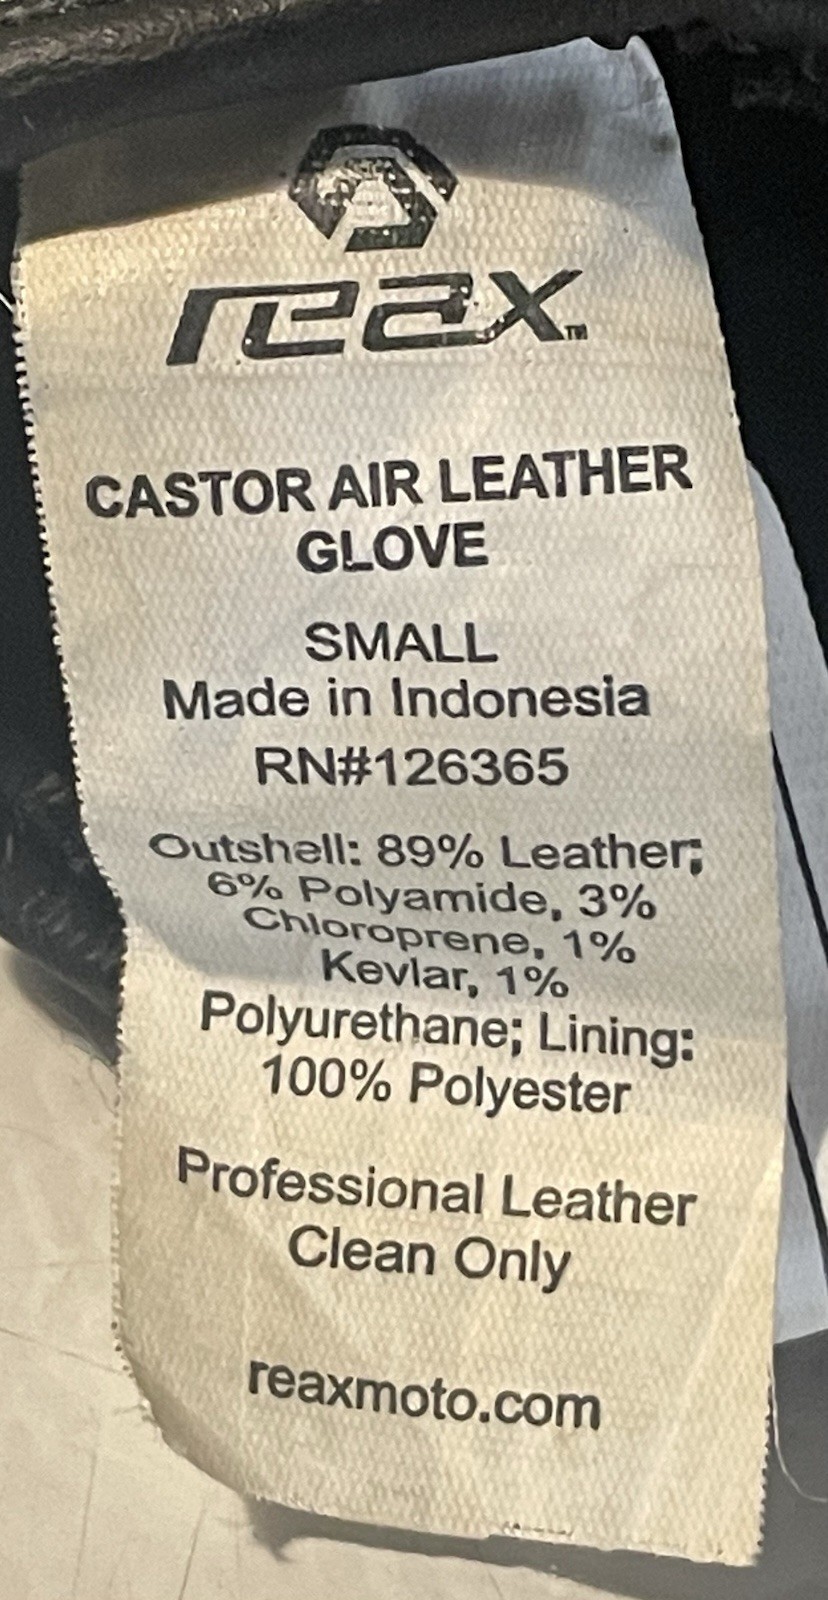 reax™
CASTOR AIR LEATHER
GLOVE
SMALL
Made in Indonesia
RN#126365
Outshell: 89% Leather;
6% Polyamide, 3%
Chloroprene, 1%
Kevlar, 1%
Polyurethane; Lining:
100% Polyester
Professional Leather
Clean Only
reaxmoto.com